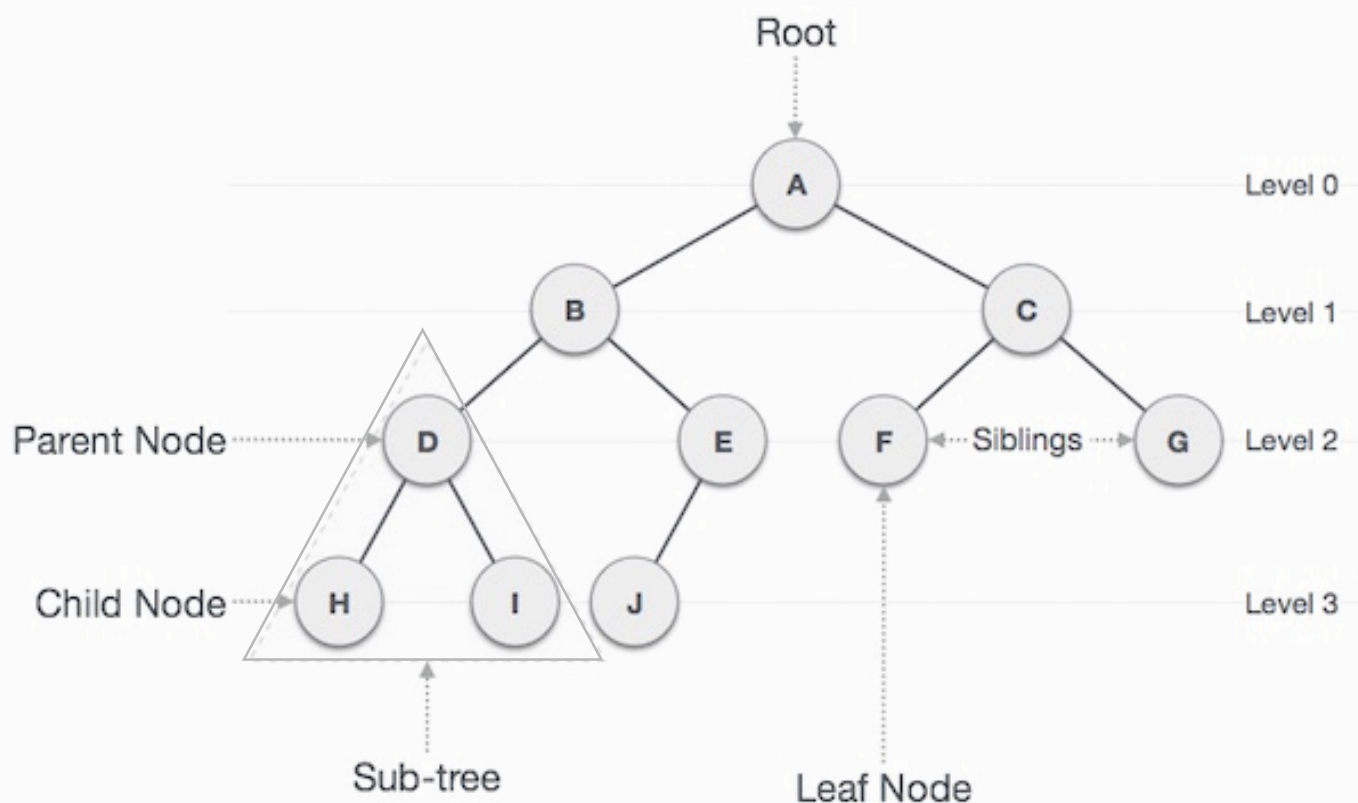 Root
A
Level 0
B
C
Level 1
Parent Node
D
E
F
Siblings
G
Level 2
Child Node
H
I
J
Level 3
Sub-tree
Leaf Node